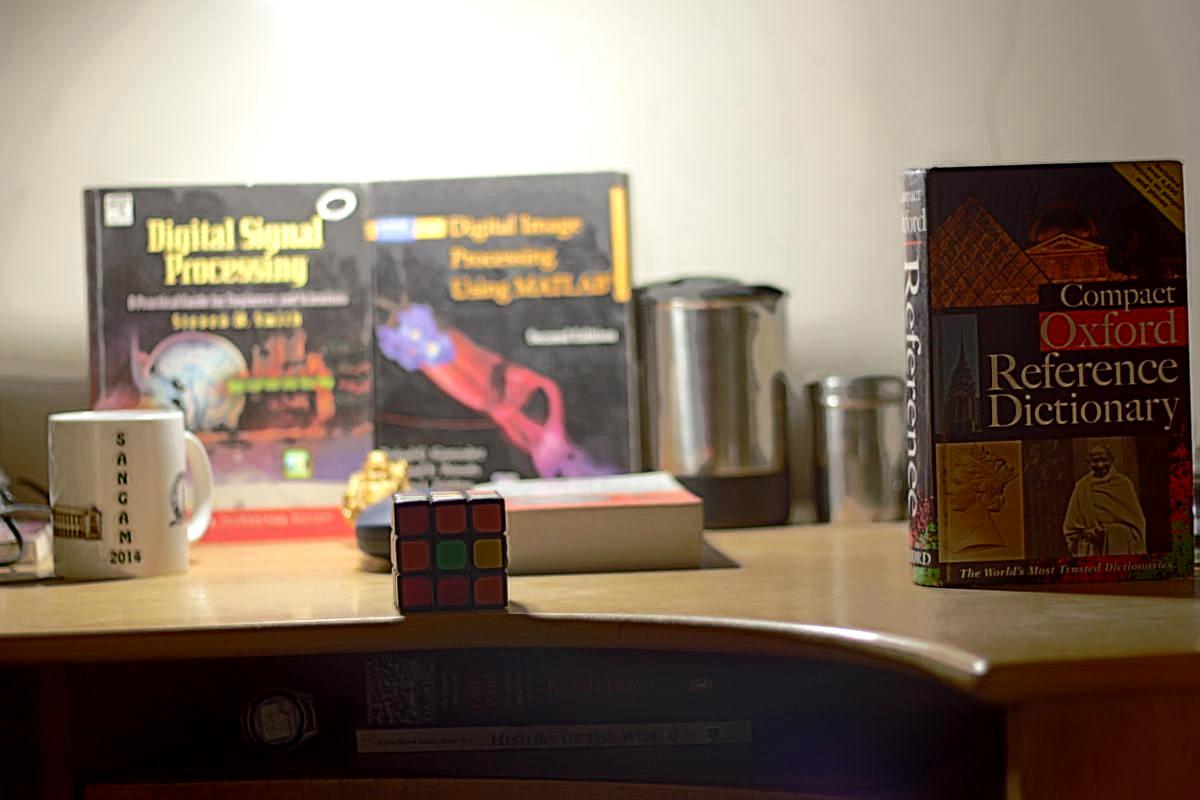 Digital Signal
Processing
A Practical Guide for Engineers and Scientists
Steven W. Smith
Digital Image
Processing
Using MATLAB
Second Edition
SANGAM
2014
Reference
Compact
Oxford
Reference
Dictionary
The World's Most Trusted Dictionaries
Romila Thapar
HISTORY OF THE WORLD